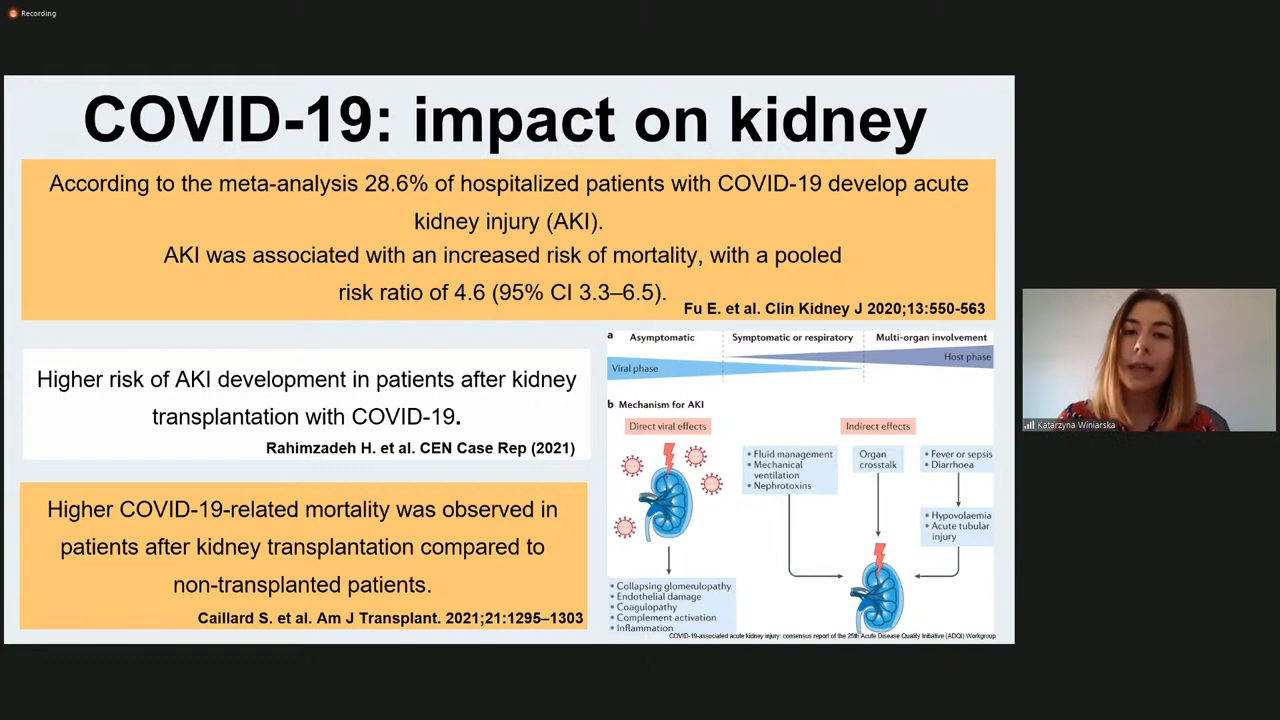 Recording
COVID-19: impact on kidney
According to the meta-analysis 28.6% of hospitalized patients with COVID-19 develop acute
kidney injury (AKI).
AKI was associated with an increased risk of mortality, with a pooled
risk ratio of 4.6 (95% CI 3.3–6.5).
Fu E. et al. Clin Kidney J 2020;13:550-563
Higher risk of AKI development in patients after kidney
transplantation with COVID-19.
Rahimzadeh H. et al. CEN Case Rep (2021)
Higher COVID-19-related mortality was observed in
patients after kidney transplantation compared to
non-transplanted patients.
Caillard S. et al. Am J Transplant. 2021;21:1295–1303
a
Asymptomatic
Symptomatic or respiratory
Multi-organ involvement
Viral phase
Host phase
b Mechanism for AKI
Direct viral effects
Indirect effects
• Fluid management
• Mechanical
ventilation
• Nephrotoxins
Organ
crosstalk
• Fever or sepsis
• Diarrhoea
• Hypovolaemia
• Acute tubular
injury
• Collapsing glomerulopathy
• Endothelial damage
• Coagulopathy
• Complement activation
• Inflammation
COVID-19-associated acute kidney injury: consensus report of the 25th Acute Disease Quality Initiative (ADQI) Workgroup
Katarzyna Winiarska